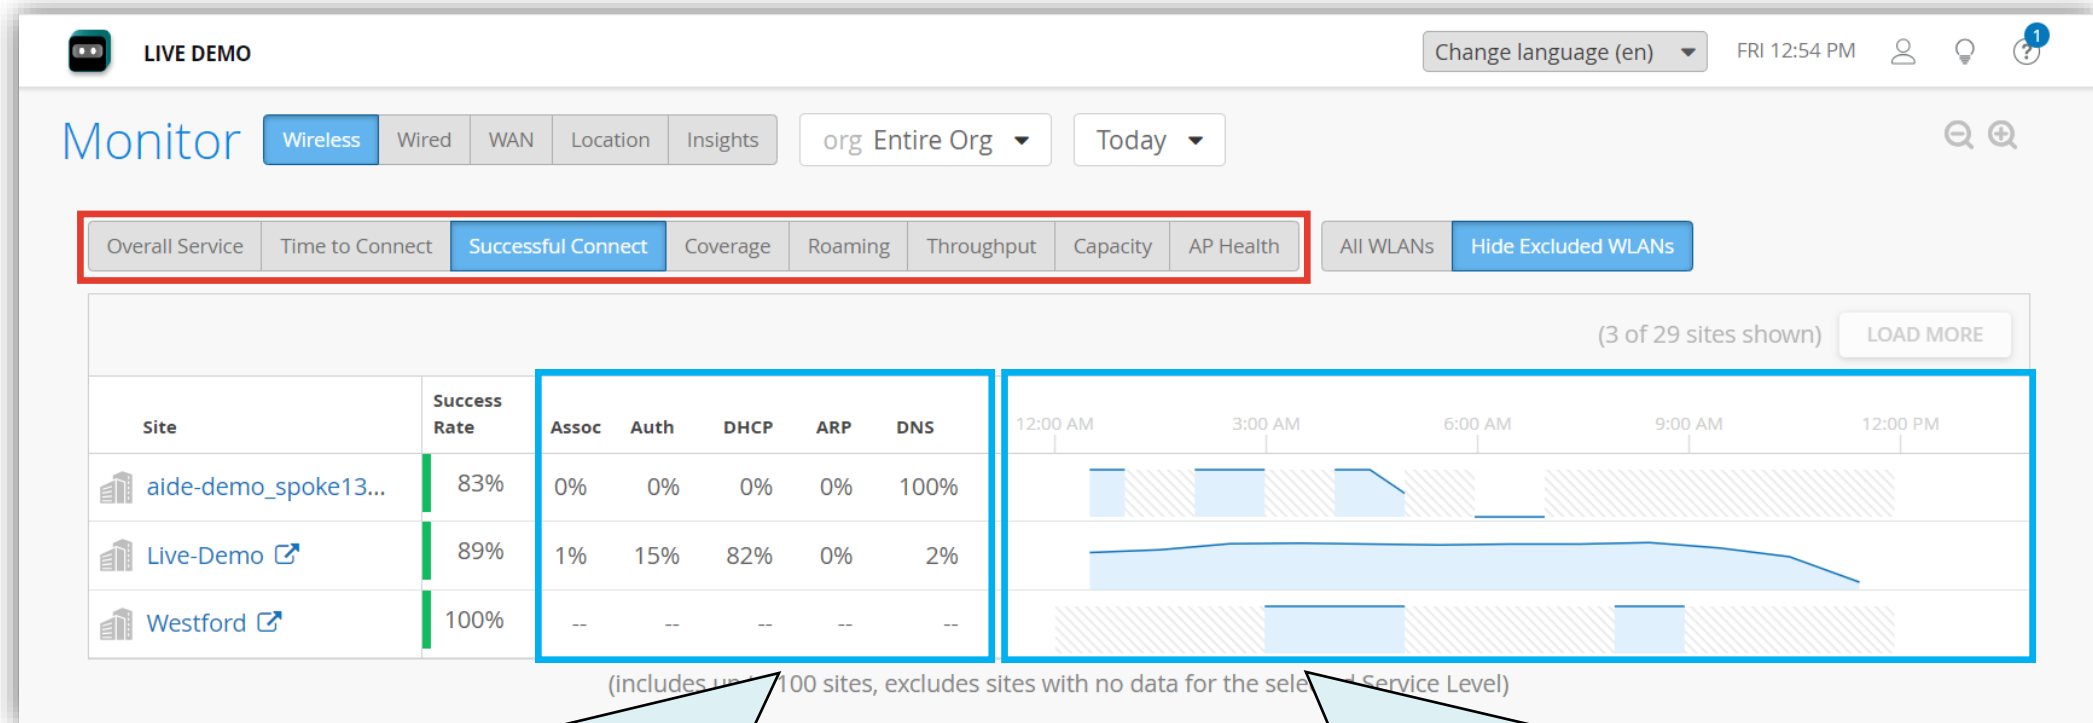 LIVE DEMO
Change language (en)
FRI 12:54 PM
1
?
Monitor
Wireless
Wired
WAN
Location
Insights
org Entire Org
Today
Overall Service
Time to Connect
Successful Connect
Coverage
Roaming
Throughput
Capacity
AP Health
All WLANs
Hide Excluded WLANs
(3 of 29 sites shown)
LOAD MORE
Site Success Rate Assoc Auth DHCP ARP DNS 12:00 AM 3:00 AM 6:00 AM 9:00 AM 12:00 PM
aide-demo_spoke13... 83% 0% 0% 0% 0% 100%
Live-Demo 89% 1% 15% 82% 0% 2%
Westford 100% -- -- -- -- --
(includes 100 sites, excludes sites with no data for the Service Level)